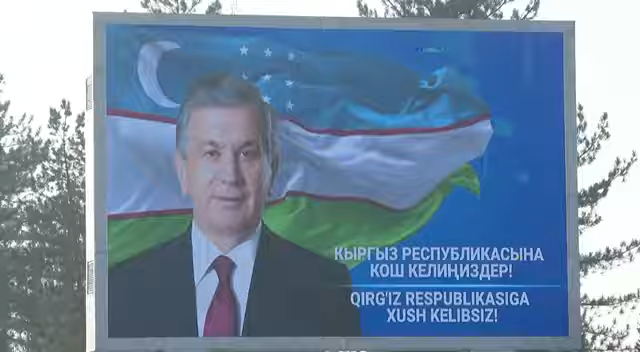 КЫРГЫЗ РЕСПУБЛИКАСЫНА
КОШ КЕЛИҢИЗДЕР!
QIRG'IZ RESPUBLIKASIGA
XUSH KELIBSIZ!